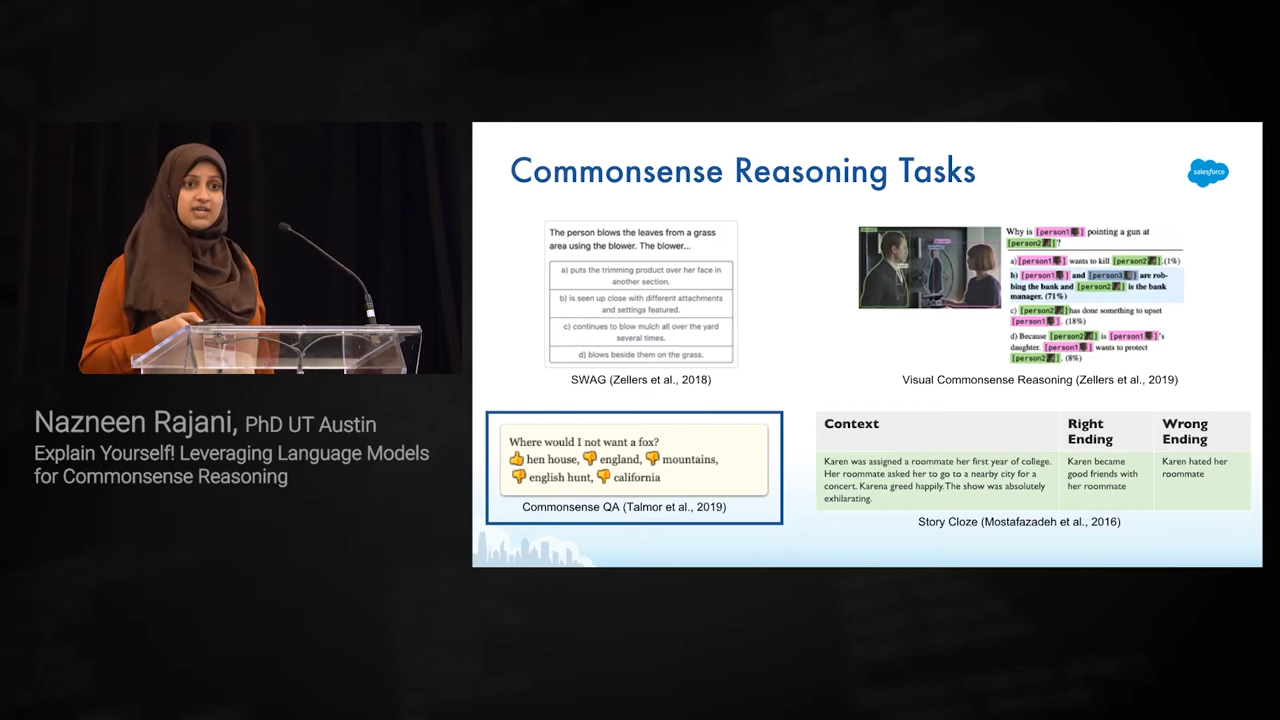 Commonsense Reasoning Tasks
salesforce
The person blows the leaves from a grass
area using the blower. The blower...
a) puts the trimming product over her face in
another section.
b) is seen up close with different attachments
and settings featured.
c) continues to blow mulch all over the yard
several times.
d) blows beside them on the grass.
SWAG (Zellers et al., 2018)
Why is [person1] pointing a gun at
[person2]?
a) [person1] wants to kill [person2].(1%)
b) [person1] and [person3] are rob-
bing the bank and [person2] is the bank
manager. (71%)
c) [person2] has done something to upset
[person1]. (18%)
d) Because [person2] is [person1]'s
daughter. [person1] wants to protect
[person2]. (8%)
Visual Commonsense Reasoning (Zellers et al., 2019)
Where would I not want a fox?
hen house, england, mountains,
english hunt, california
Commonsense QA (Talmor et al., 2019)
Context
Right
Ending
Wrong
Ending
Karen was assigned a roommate her first year of college.
Her roommate asked her to go to a nearby city for a
concert. Karena greed happily. The show was absolutely
exhilarating.
Karen became
good friends with
her roommate
Karen hated her
roommate
Story Cloze (Mostafazadeh et al., 2016)
Nazneen Rajani, PhD UT Austin
Explain Yourself! Leveraging Language Models
for Commonsense Reasoning